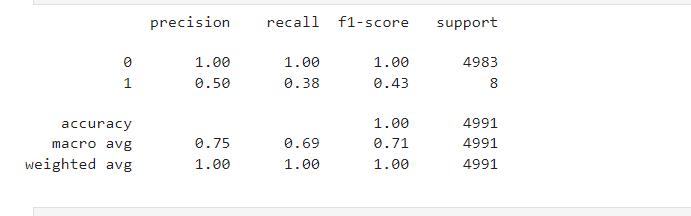 precision recall f1-score support
0 1.00 1.00 1.00 4983
1 0.50 0.38 0.43 8
accuracy 1.00 4991
macro avg 0.75 0.69 0.71 4991
weighted avg 1.00 1.00 1.00 4991